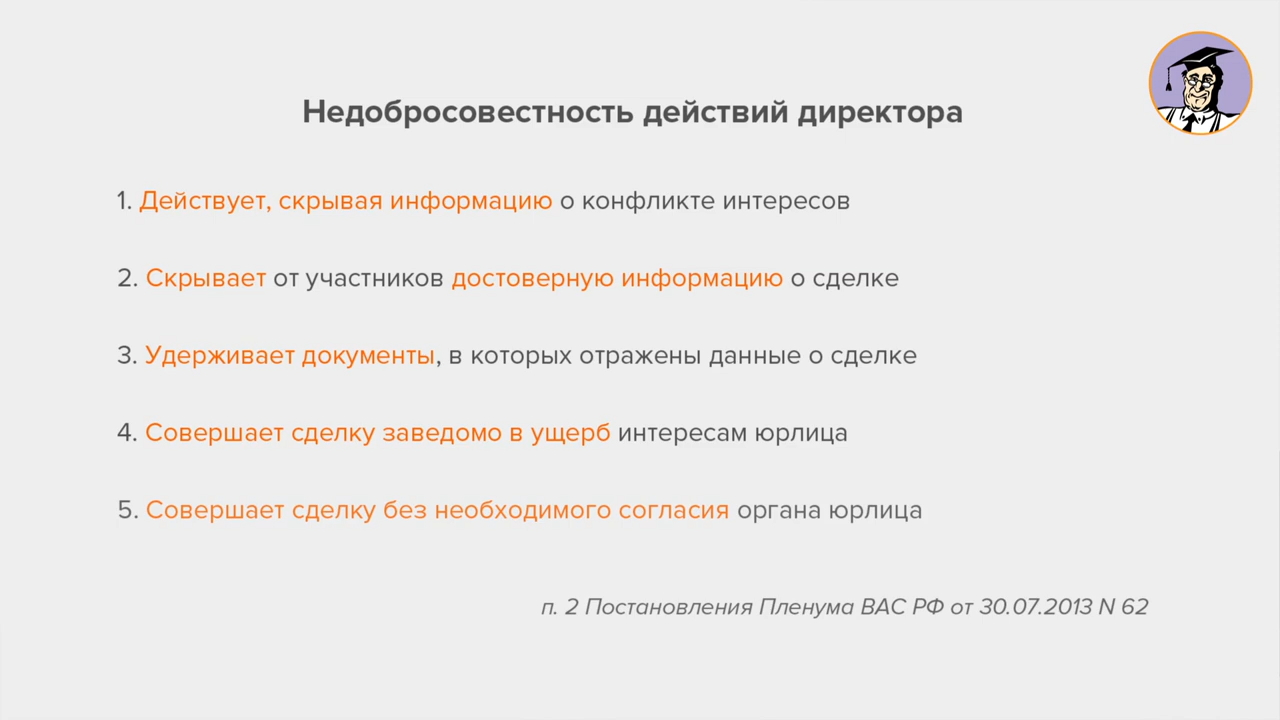 Недобросовестность действий директора
1. Действует, скрывая информацию о конфликте интересов
2. Скрывает от участников достоверную информацию о сделке
3. Удерживает документы, в которых отражены данные о сделке
4. Совершает сделку заведомо в ущерб интересам юрлица
5. Совершает сделку без необходимого согласия органа юрлица
п. 2 Постановления Пленума ВАС РФ от 30.07.2013 N 62